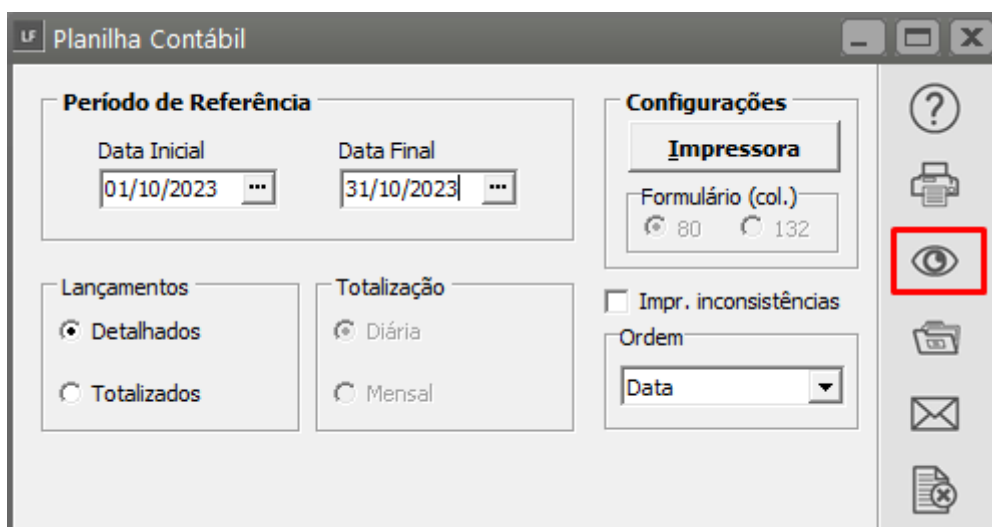 LF Planilha Contábil
Período de Referência
Data Inicial Data Final
01/10/2023 ... 31/10/2023 ...
Configurações
Impressora
Formulário (col.)
80 132
Lançamentos
Detalhados
Totalizados
Totalização
Diária
Mensal
Impr. inconsistências
Ordem
Data
?